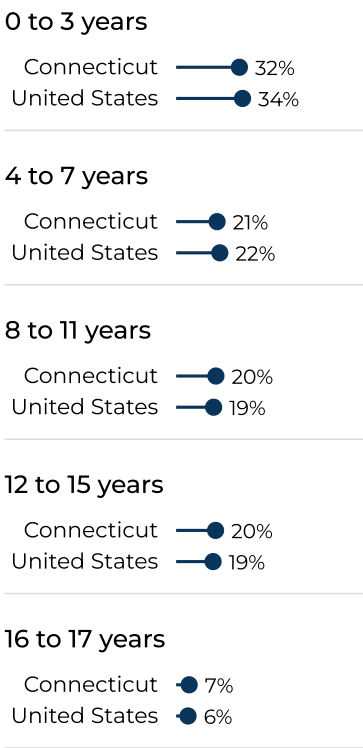 0 to 3 years
Connecticut 32%
United States 34%
4 to 7 years
Connecticut 21%
United States 22%
8 to 11 years
Connecticut 20%
United States 19%
12 to 15 years
Connecticut 20%
United States 19%
16 to 17 years
Connecticut 7%
United States 6%